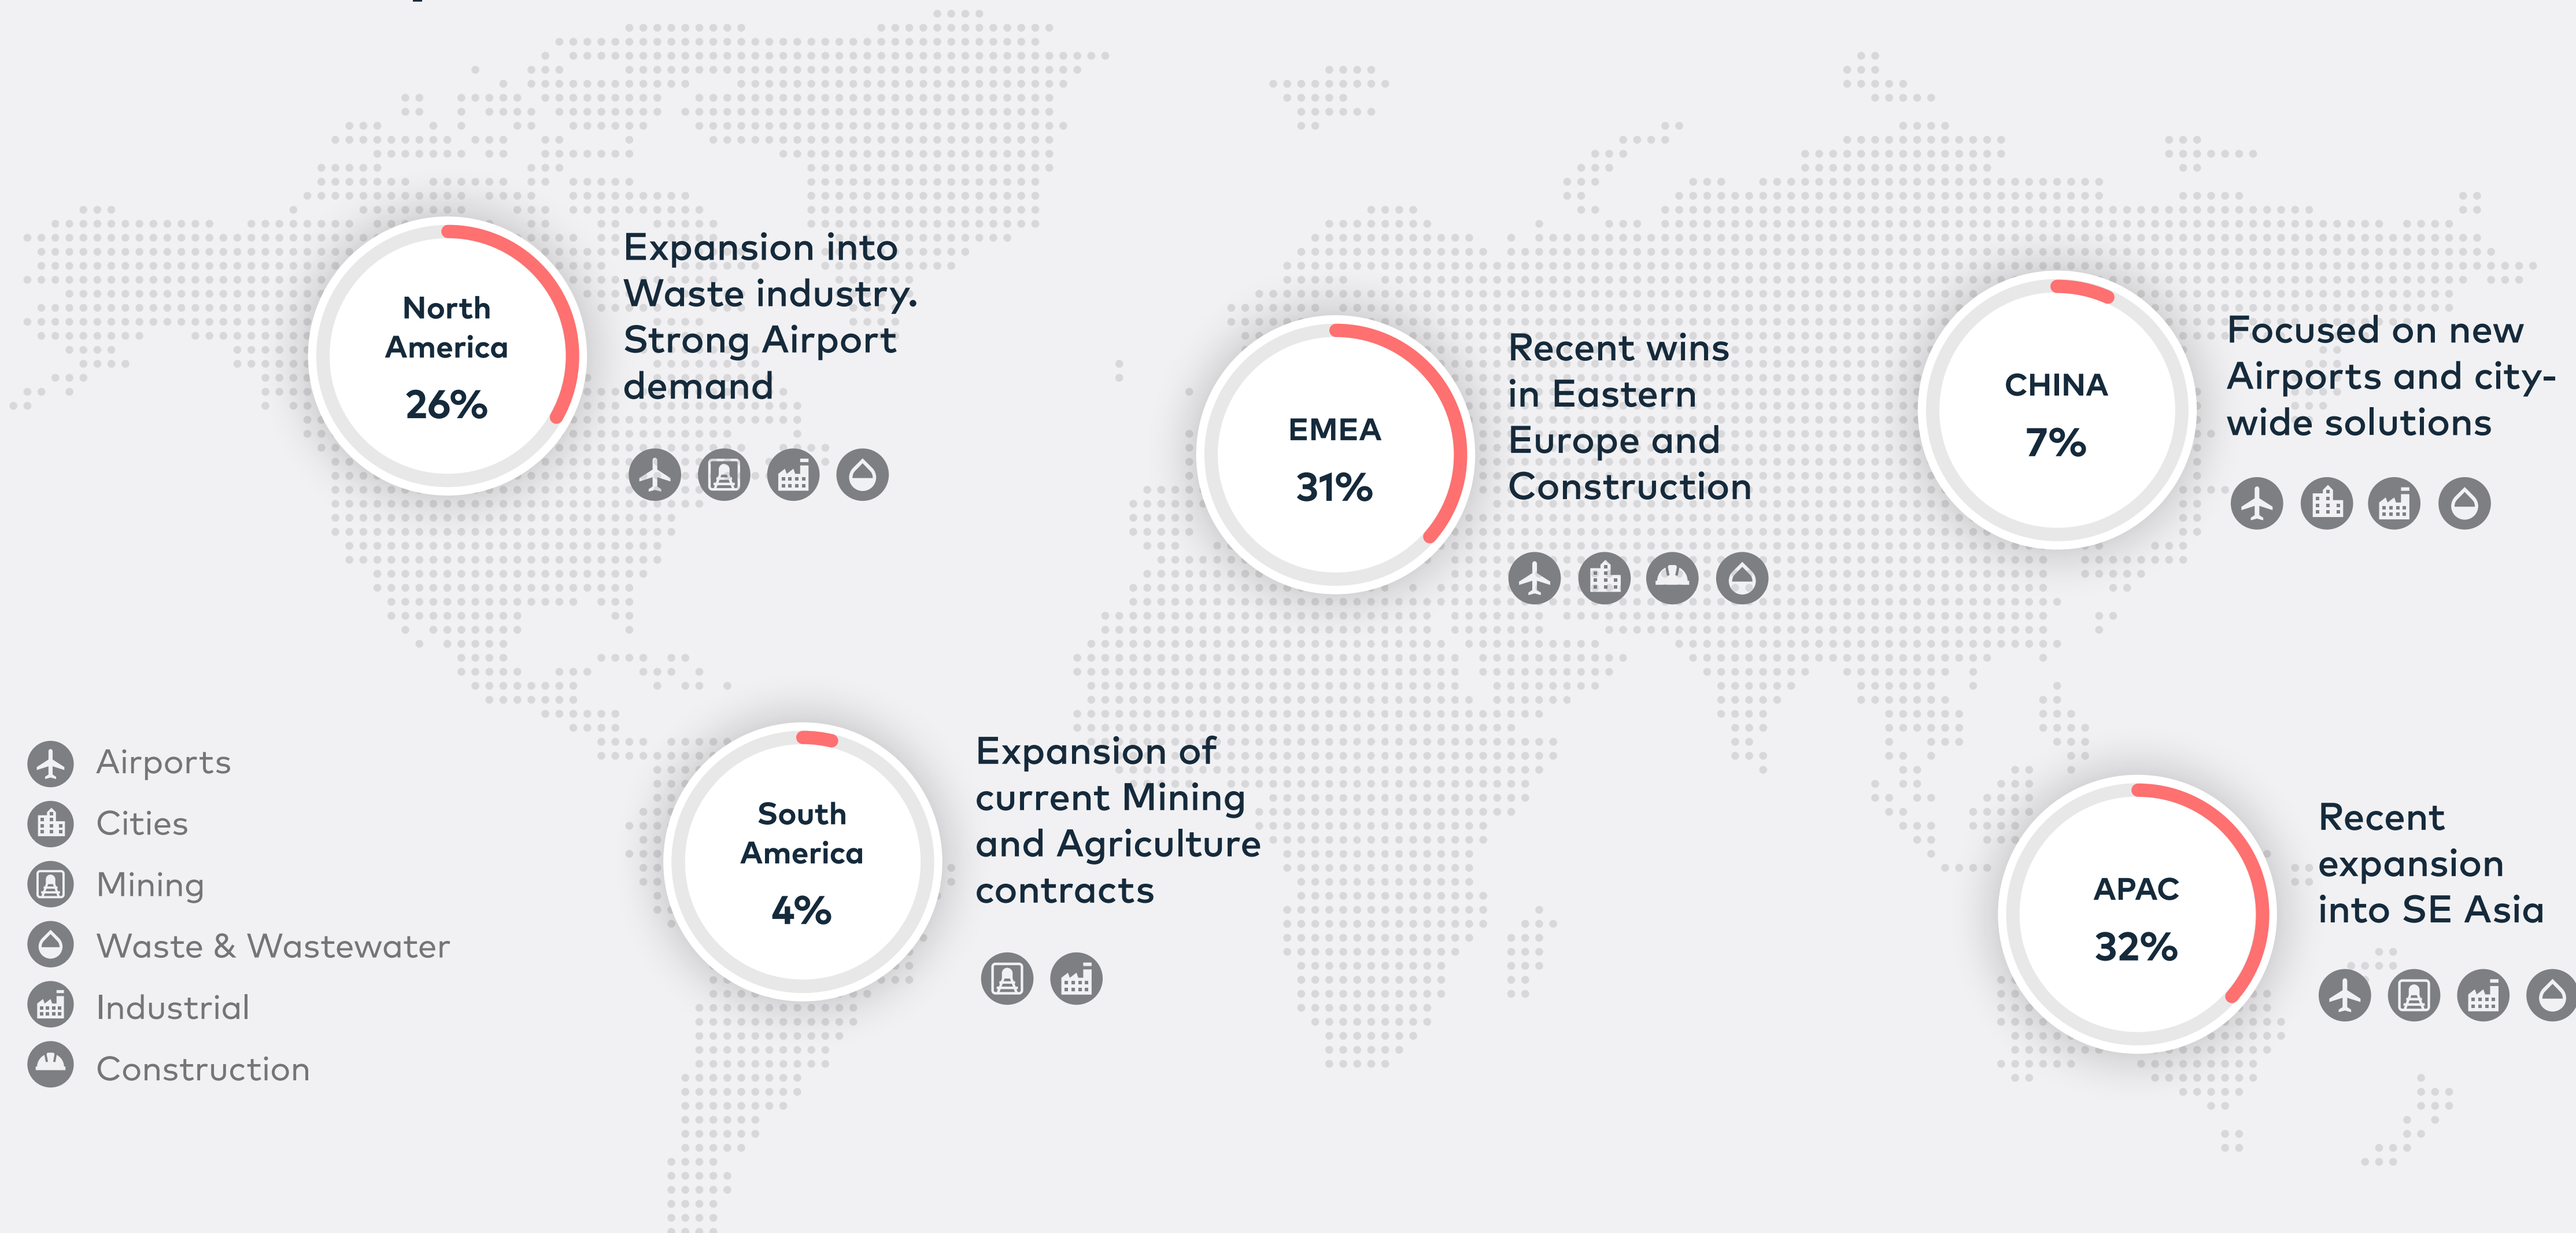 North
America
26%
Expansion into
Waste industry.
Strong Airport
demand
EMEA
31%
Recent wins
in Eastern
Europe and
Construction
CHINA
7%
Focused on new
Airports and city-
wide solutions
South
America
4%
Expansion of
current Mining
and Agriculture
contracts
APAC
32%
Recent
expansion
into SE Asia
Airports
Cities
Mining
Waste & Wastewater
Industrial
Construction